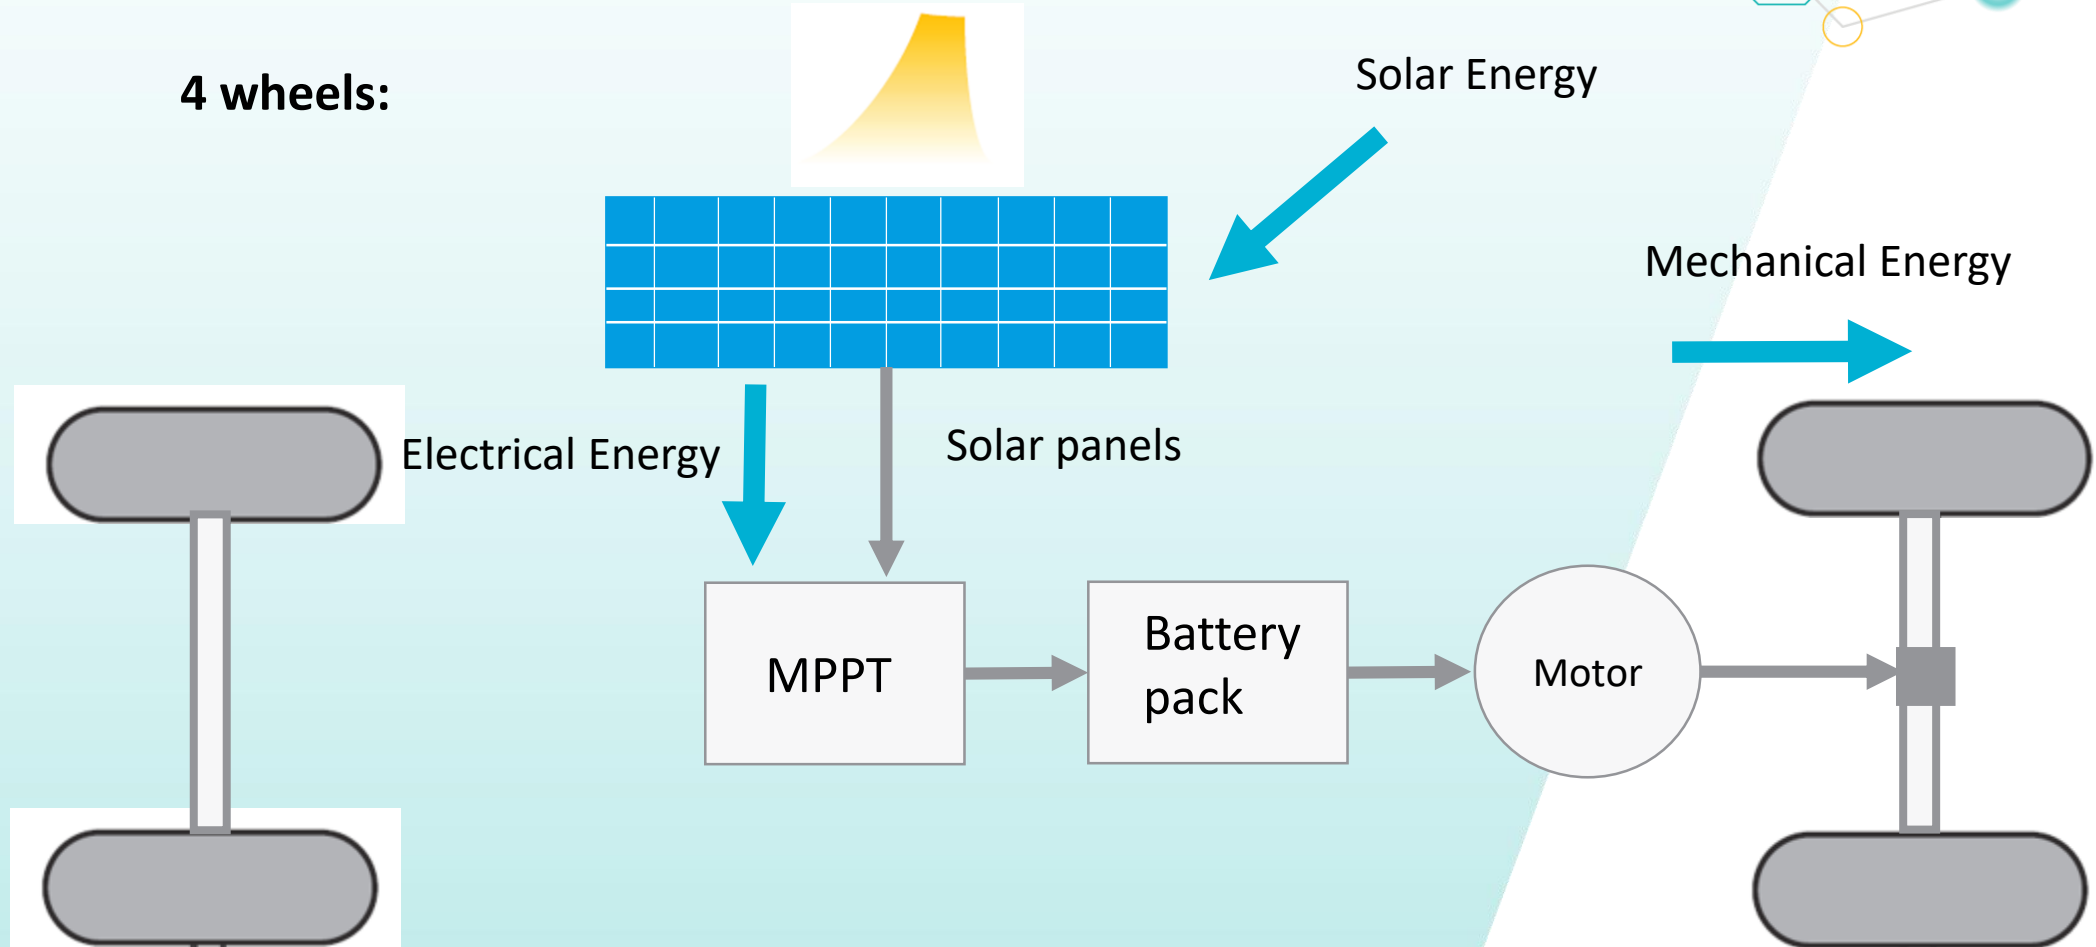 4 wheels:
Solar Energy
Mechanical Energy
Electrical Energy
Solar panels
MPPT
Battery
pack
Motor